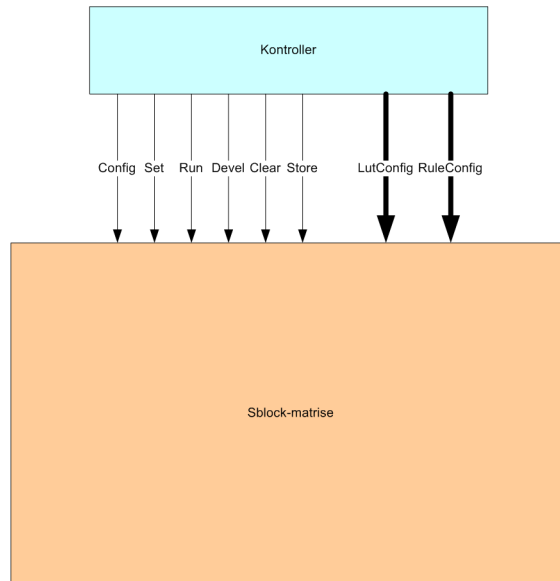 Kontroller
Config Set Run Devel Clear Store LutConfig RuleConfig
Sblock-matrise